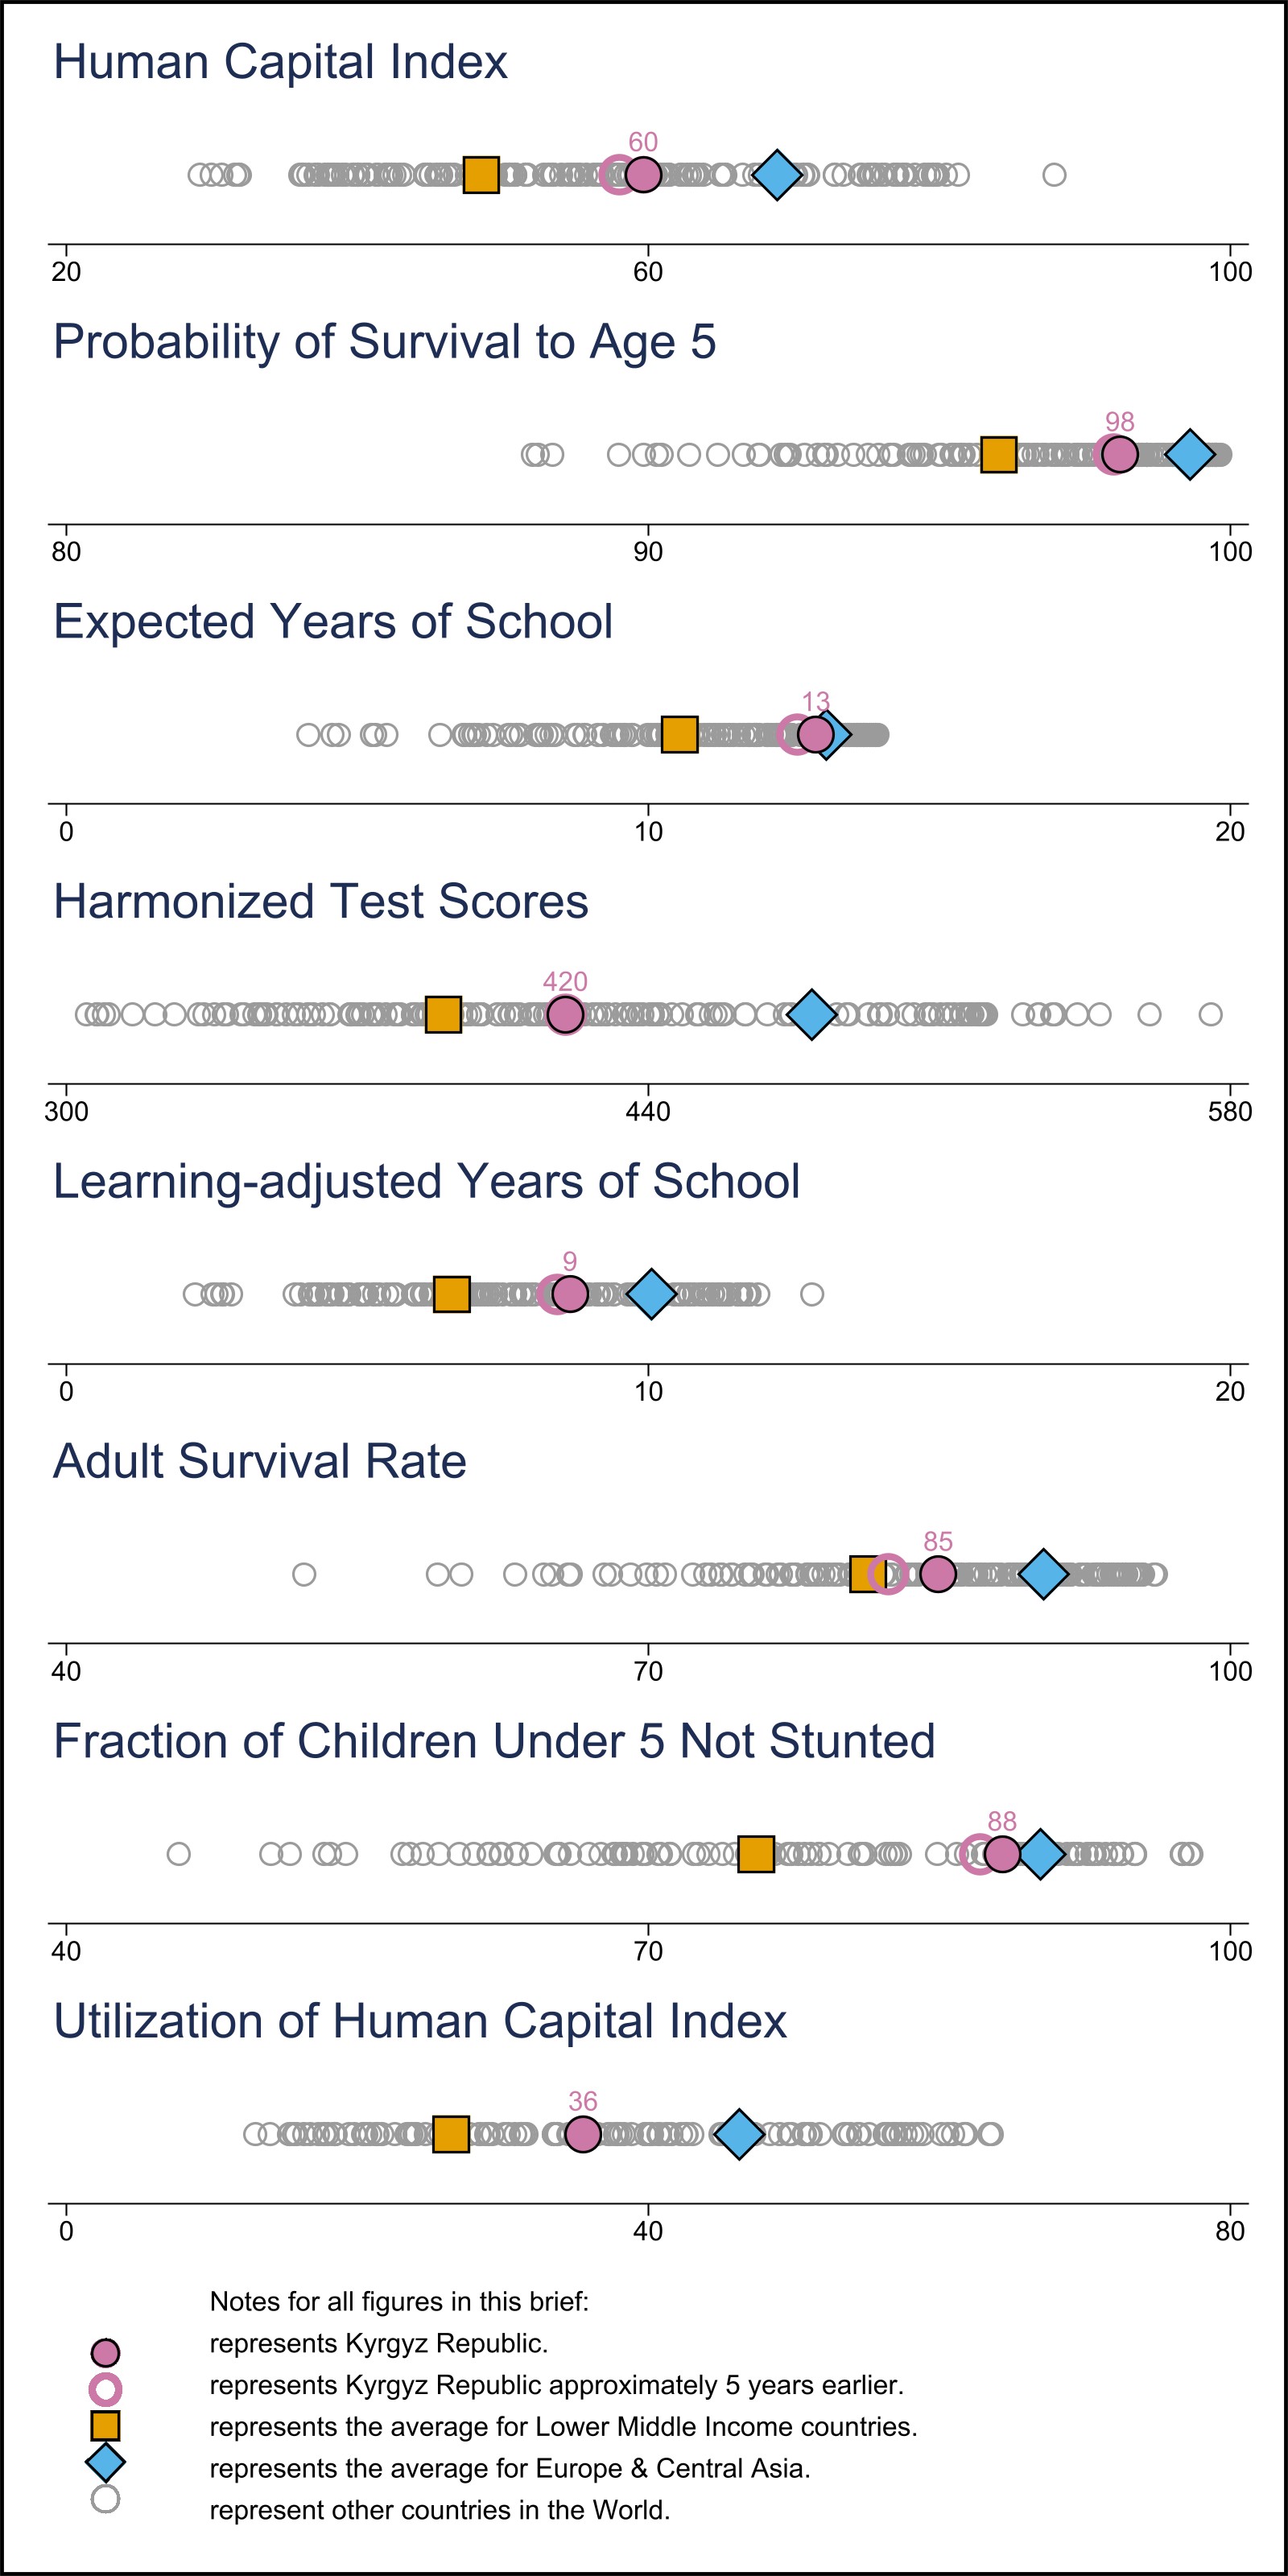 Human Capital Index
60
20 60 100
Probability of Survival to Age 5
98
80 90 100
Expected Years of School
13
0 10 20
Harmonized Test Scores
420
300 440 580
Learning-adjusted Years of School
9
0 10 20
Adult Survival Rate
85
40 70 100
Fraction of Children Under 5 Not Stunted
88
40 70 100
Utilization of Human Capital Index
36
0 40 80
Notes for all figures in this brief:
represents Kyrgyz Republic.
represents Kyrgyz Republic approximately 5 years earlier.
represents the average for Lower Middle Income countries.
represents the average for Europe & Central Asia.
represent other countries in the World.